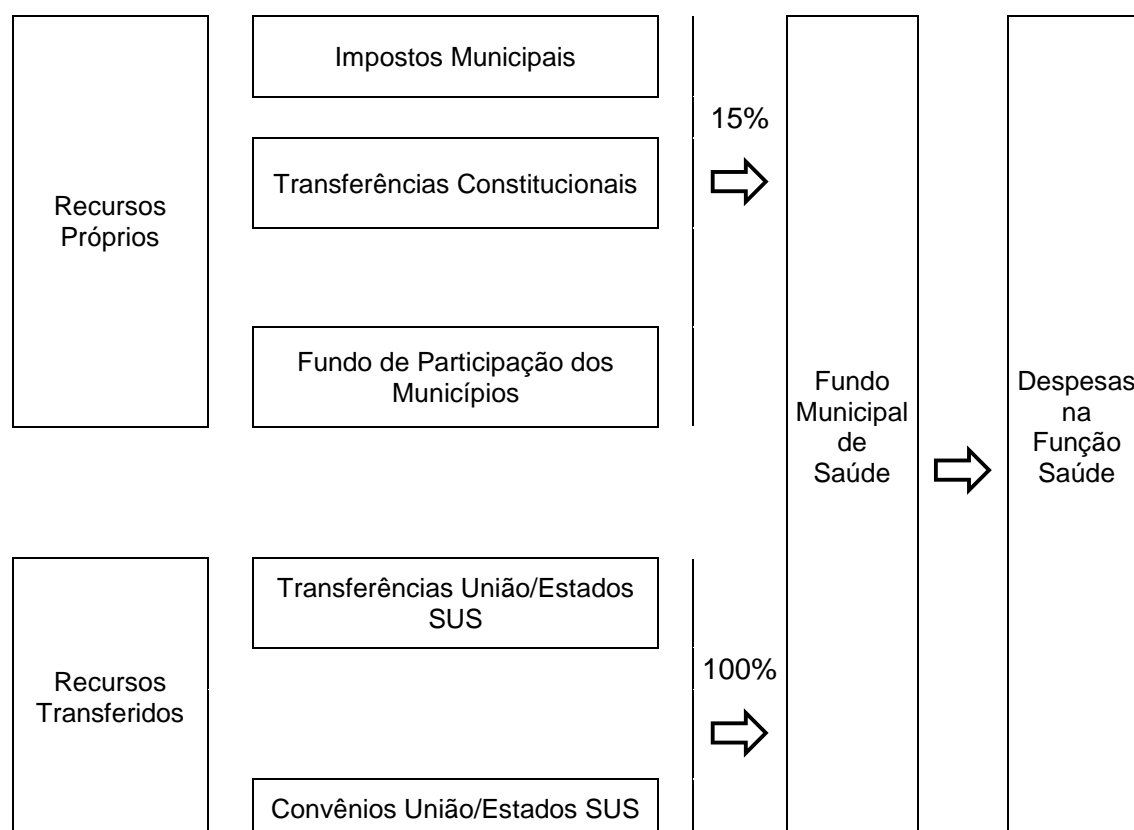 Recursos
Próprios
Impostos Municipais
Transferências Constitucionais
Fundo de Participação dos
Municípios
15%
Fundo
Municipal
de
Saúde
Despesas
na
Função
Saúde
Recursos
Transferidos
Transferências União/Estados
SUS
Convênios União/Estados SUS
100%